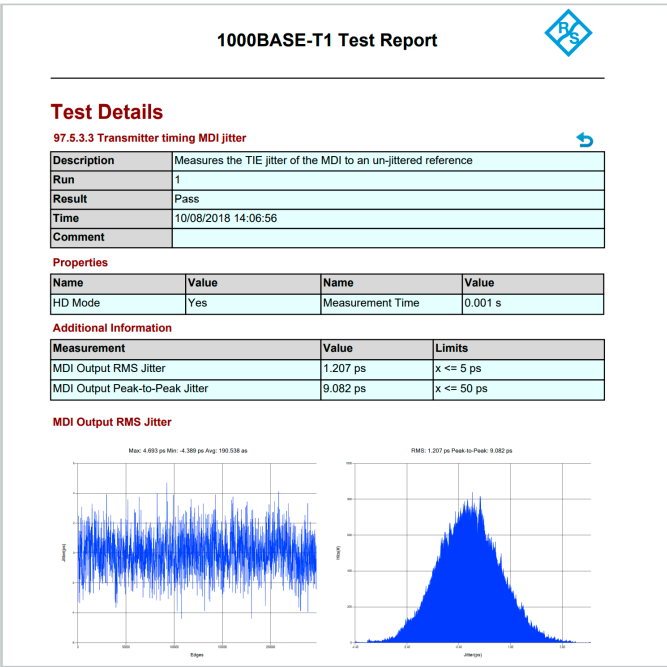 1000BASE-T1 Test Report
R S
Test Details
97.5.3.3 Transmitter timing MDI jitter
Description Measures the TIE jitter of the MDI to an un-jittered reference
Run 1
Result Pass
Time 10/08/2018 14:06:56
Comment
Properties
Name Value Name Value
HD Mode Yes Measurement Time 0.001 s
Additional Information
Measurement Value Limits
MDI Output RMS Jitter 1.207 ps x <= 5 ps
MDI Output Peak-to-Peak Jitter 9.082 ps x <= 50 ps
MDI Output RMS Jitter
Max: 4.693 ps Min: -4.389 ps Avg: 190.538 as
RMS: 1.207 ps Peak-to-Peak: 9.082 ps
Jitter(ps)
Edges
Hits(#)
Jitter(ps)